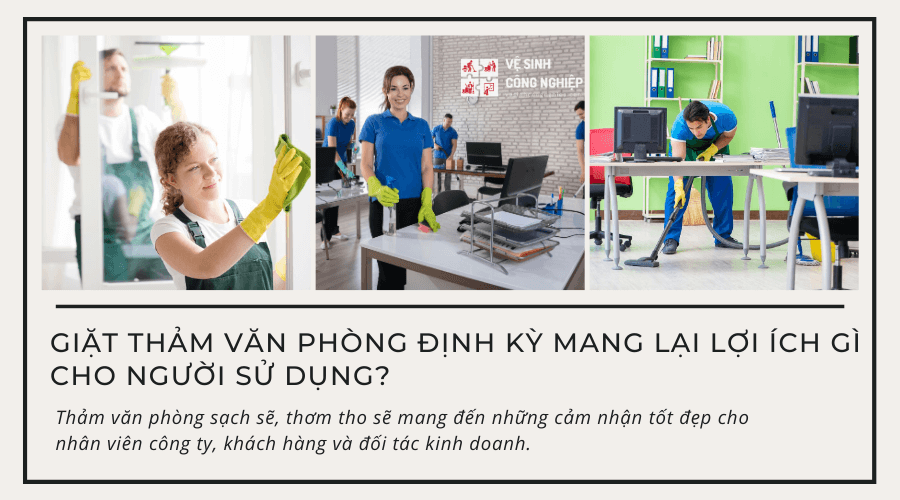 VỆ SINH
CÔNG NGHIỆP
GIẶT THẢM VĂN PHÒNG ĐỊNH KỲ MANG LẠI LỢI ÍCH GÌ
CHO NGƯỜI SỬ DỤNG?
Thảm văn phòng sạch sẽ, thơm tho sẽ mang đến những cảm nhận tốt đẹp cho
nhân viên công ty, khách hàng và đối tác kinh doanh.